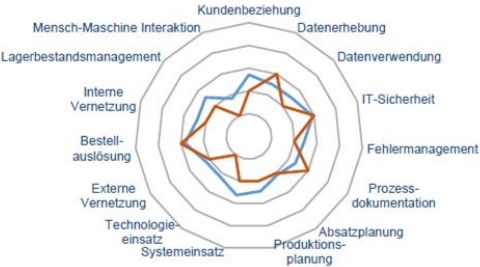 Kundenbeziehung
Datenerhebung
Datenverwendung
IT-Sicherheit
Fehlermanagement
Prozess-
dokumentation
Absatzplanung
Produktions-
planung
Systemeinsatz
Technologie-
einsatz
Externe
Vernetzung
Bestell-
auslösung
Interne
Vernetzung
Lagerbestandsmanagement
Mensch-Maschine Interaktion